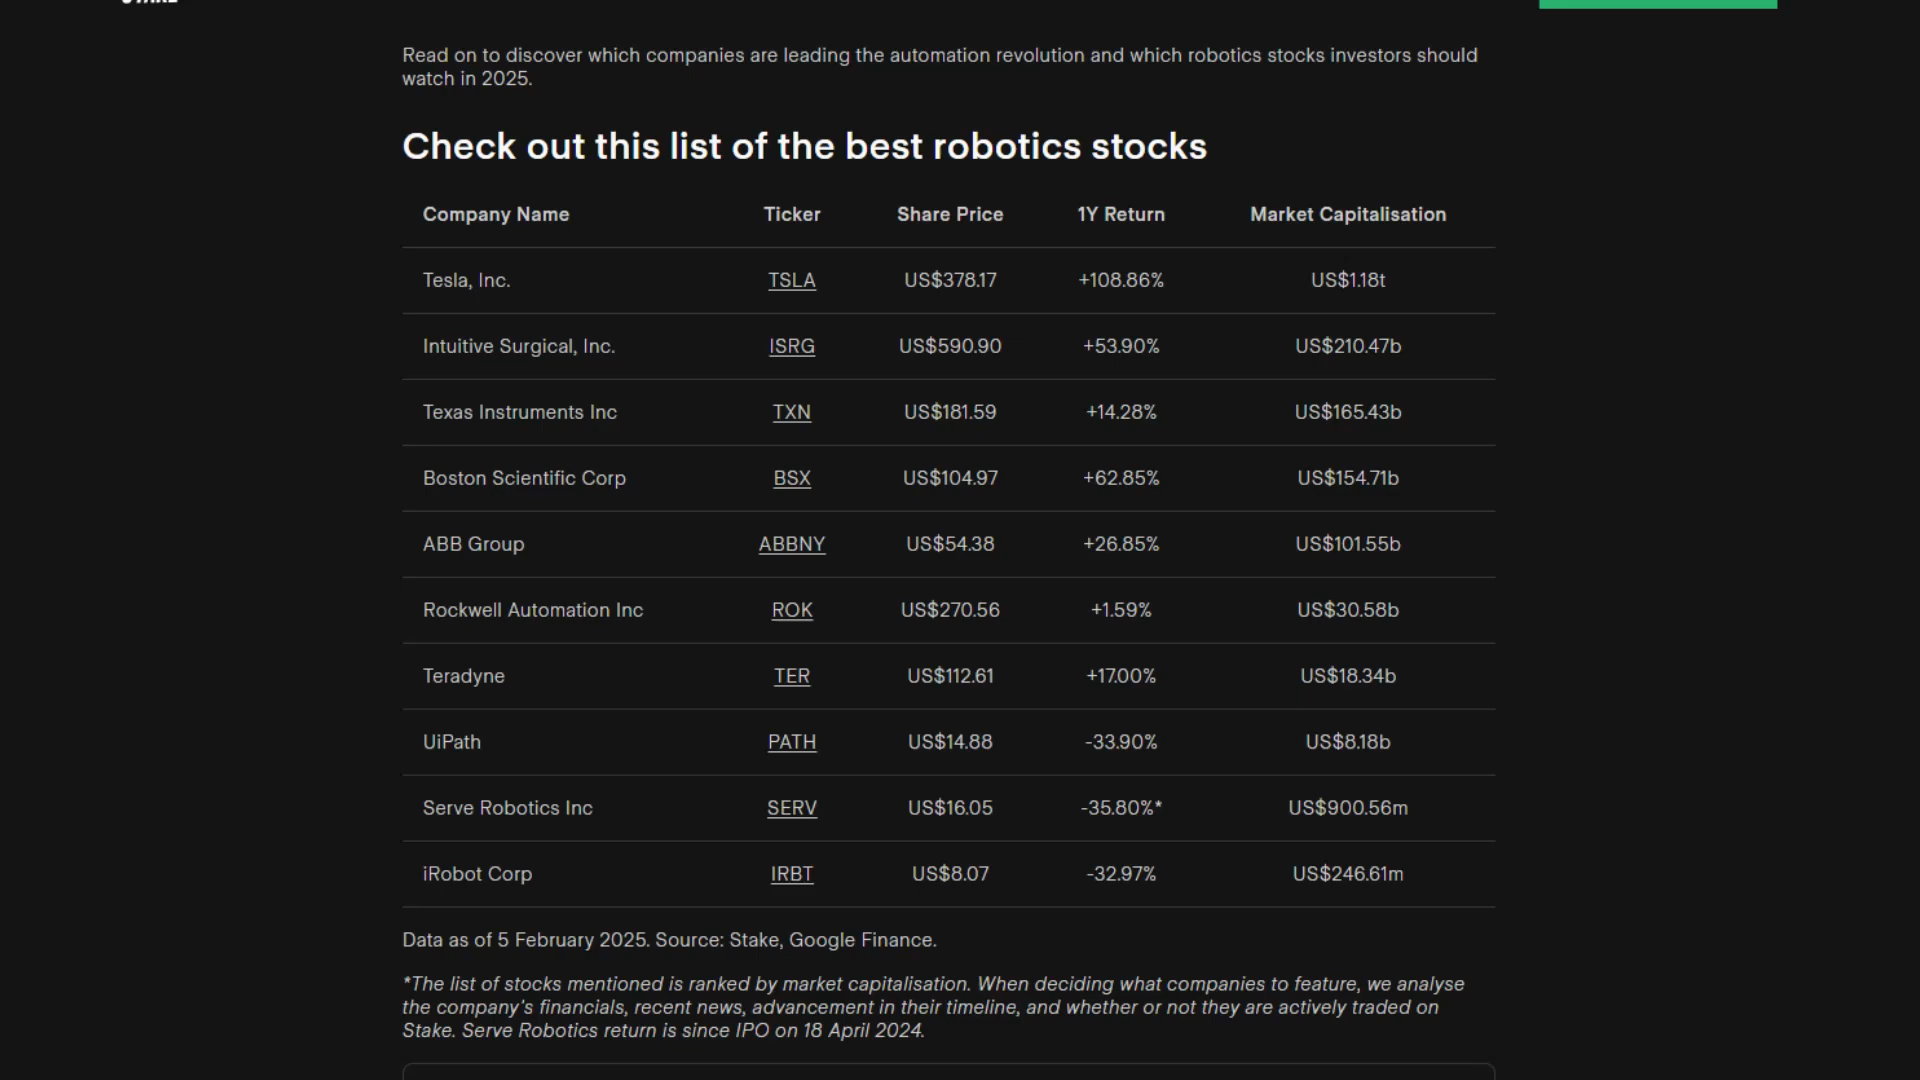 Read on to discover which companies are leading the automation revolution and which robotics stocks investors should
watch in 2025.
Check out this list of the best robotics stocks
Company Name Ticker Share Price 1Y Return Market Capitalisation
Tesla, Inc. TSLA US$378.17 +108.86% US$1.18t
Intuitive Surgical, Inc. ISRG US$590.90 +53.90% US$210.47b
Texas Instruments Inc TXN US$181.59 +14.28% US$165.43b
Boston Scientific Corp BSX US$104.97 +62.85% US$154.71b
ABB Group ABBNY US$54.38 +26.85% US$101.55b
Rockwell Automation Inc ROK US$270.56 +1.59% US$30.58b
Teradyne TER US$112.61 +17.00% US$18.34b
UiPath PATH US$14.88 -33.90% US$8.18b
Serve Robotics Inc SERV US$16.05 -35.80%* US$900.56m
iRobot Corp IRBT US$8.07 -32.97% US$246.61m
Data as of 5 February 2025. Source: Stake, Google Finance.
*The list of stocks mentioned is ranked by market capitalisation. When deciding what companies to feature, we analyse
the company's financials, recent news, advancement in their timeline, and whether or not they are actively traded on
Stake. Serve Robotics return is since IPO on 18 April 2024.